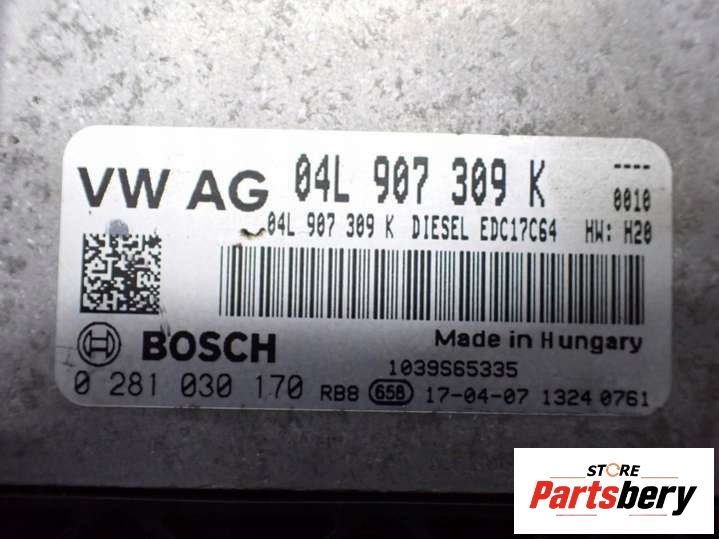 VW AG 04L 907 309 K ----
0010
04L 907 309 K DIESEL EDC17C64 HW: H20
BOSCH Made in Hungary
1039S65335
0 281 030 170 RB8 658 17-04-07 1324 0761
STORE
Partsbery